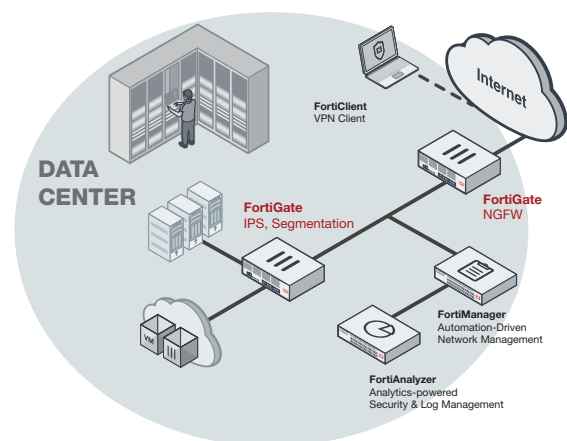 Internet
FortiClient
VPN Client
DATA
CENTER
FortiGate
NGFW
FortiGate
IPS, Segmentation
VM
FortiManager
Automation-Driven
Network Management
FortiAnalyzer
Analytics-powered
Security & Log Management